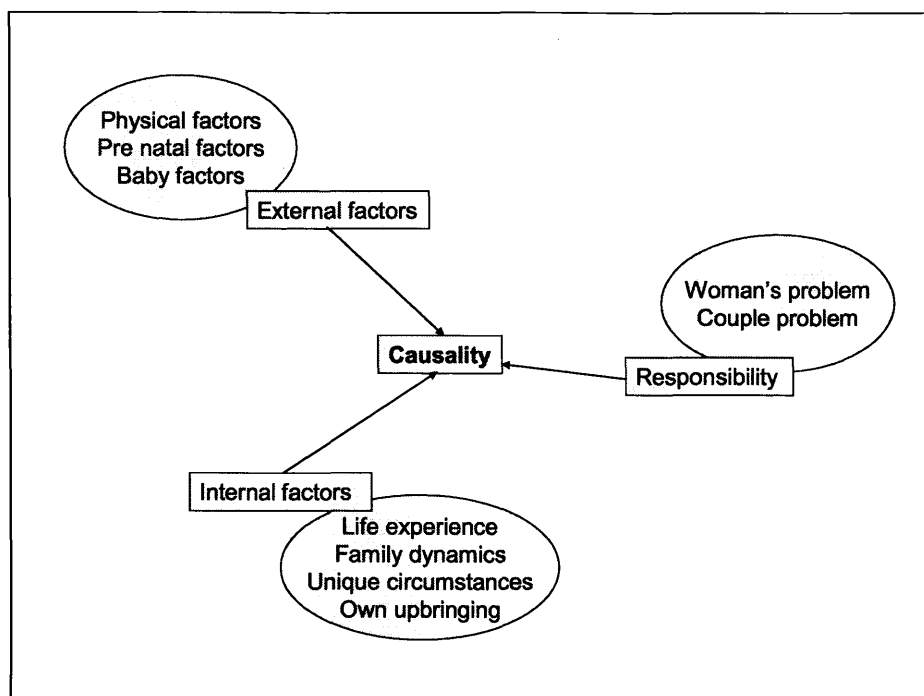 Physical factors
Pre natal factors
Baby factors
External factors
Woman's problem
Couple problem
Causality
Responsibility
Internal factors
Life experience
Family dynamics
Unique circumstances
Own upbringing